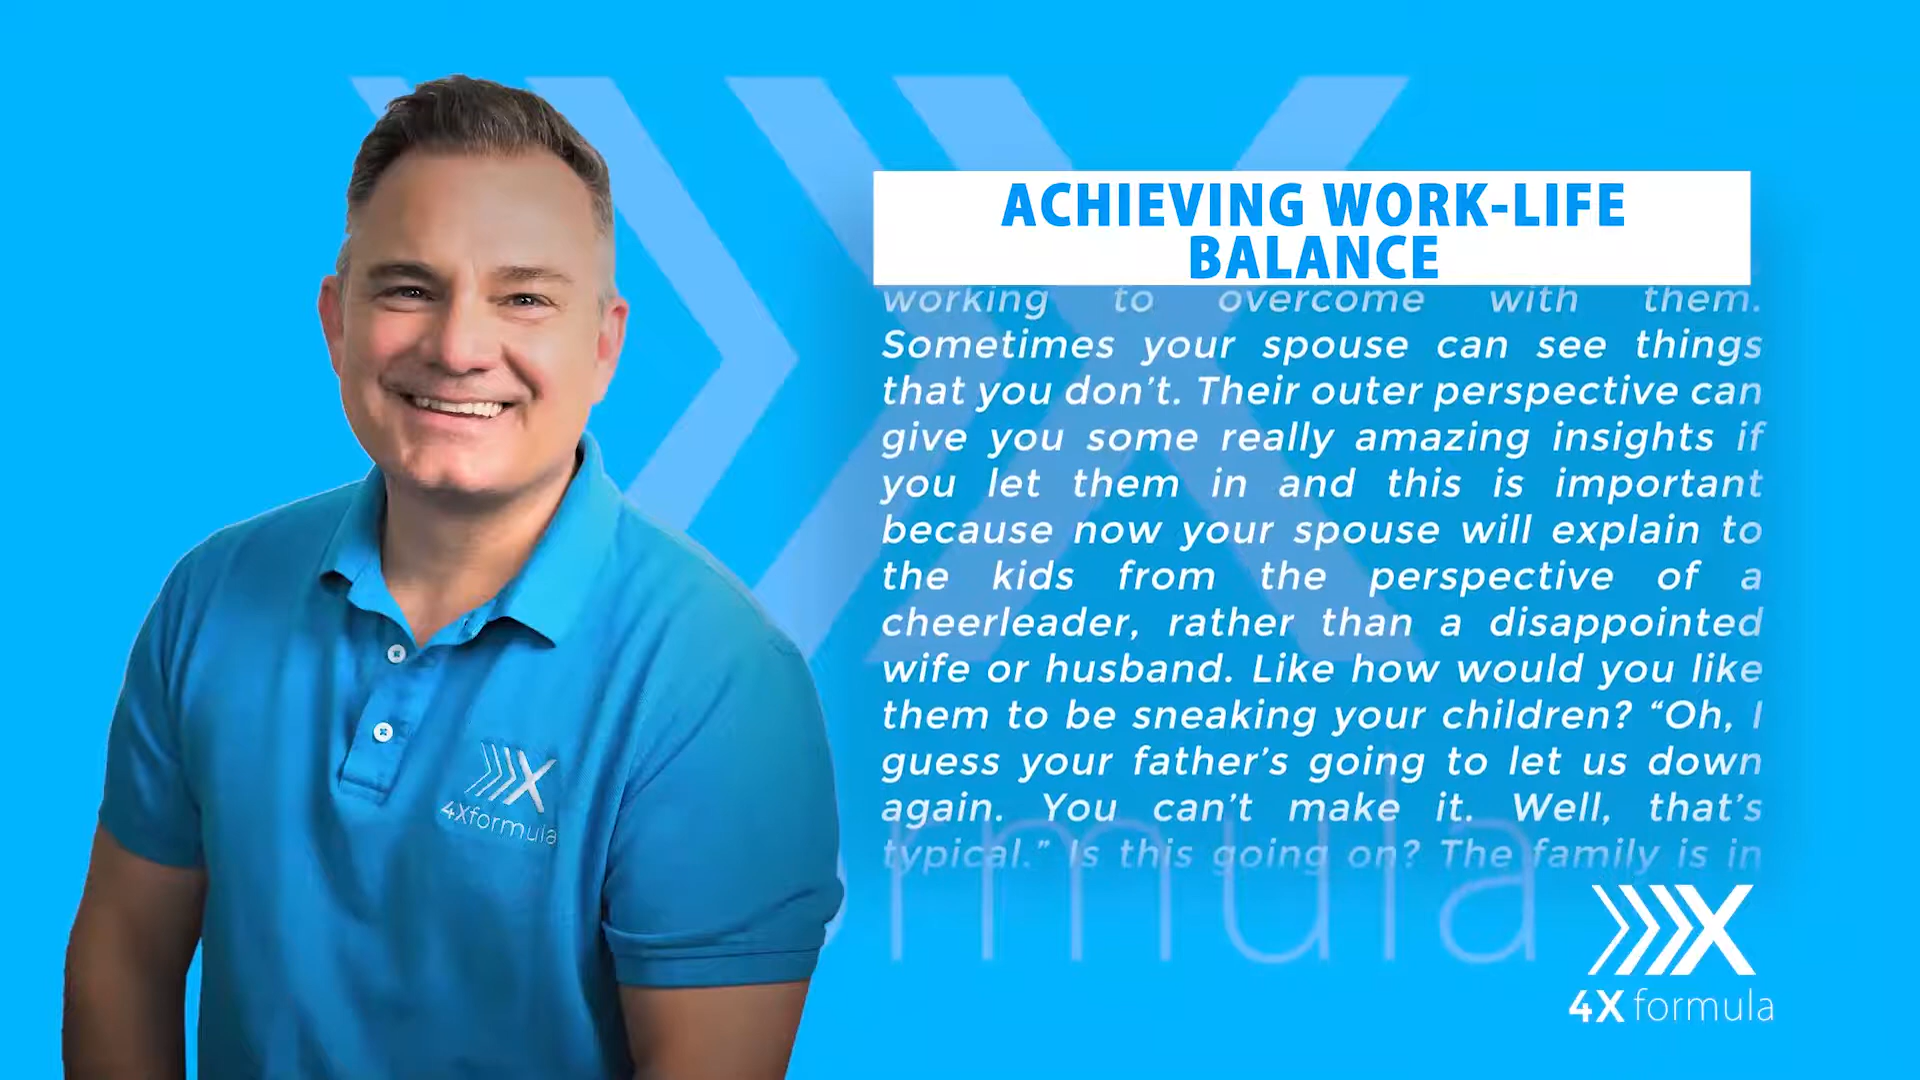 ACHIEVING WORK-LIFE
BALANCE
working to overcome with them.
Sometimes your spouse can see things
that you don't. Their outer perspective can
give you some really amazing insights if
you let them in and this is important
because now your spouse will explain to
the kids from the perspective of a
cheerleader, rather than a disappointed
wife or husband. Like how would you like
them to be sneaking your children? “Oh, I
guess your father's going to let us down
again. You can't make it. Well, that's
typical.” Is this going on? The family is in
X
4Xformula
ormula
X
4X formula